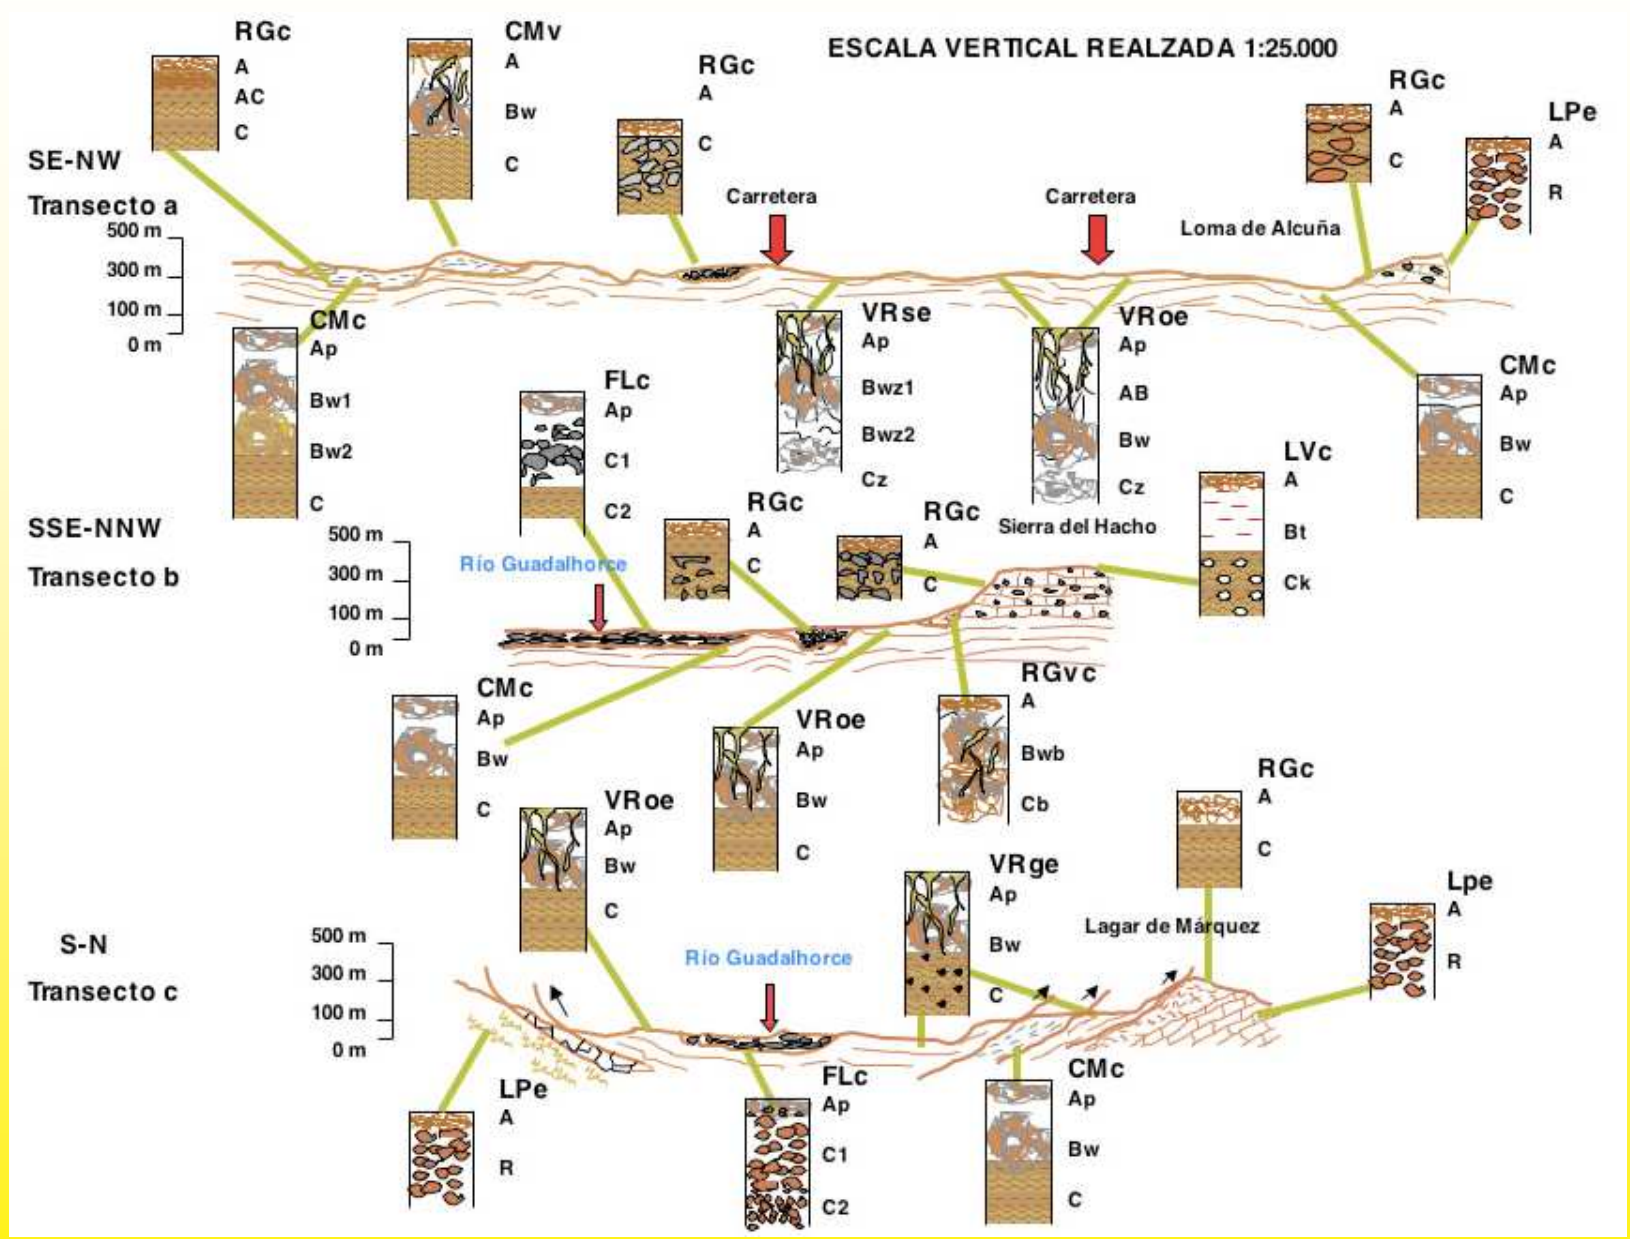 ESCALA VERTICAL REALZADA 1:25.000
SE-NW
Transecto a
500 m
300 m
100 m
0 m
RGc
A
AC
C
CMv
A
Bw
C
RGc
A
C
Carretera
Carretera
Loma de Alcuña
RGc
A
C
LPe
A
R
CMc
Ap
Bw1
Bw2
C
VRse
Ap
Bwz1
Bwz2
Cz
VRoe
Ap
AB
Bw
Cz
CMc
Ap
Bw
C
SSE-NNW
Transecto b
500 m
300 m
100 m
0 m
FLc
Ap
C1
C2
Río Guadalhorce
RGc
A
C
RGc
A
C
Sierra del Hacho
LVc
A
Bt
Ck
CMc
Ap
Bw
C
VRoe
Ap
Bw
C
RGvc
A
Bwb
Cb
S-N
Transecto c
500 m
300 m
100 m
0 m
VRoe
Ap
Bw
C
Río Guadalhorce
VRge
Ap
Bw
C
Lagar de Márquez
RGc
A
C
Lpe
A
R
LPe
A
R
FLc
Ap
C1
C2
CMc
Ap
Bw
C